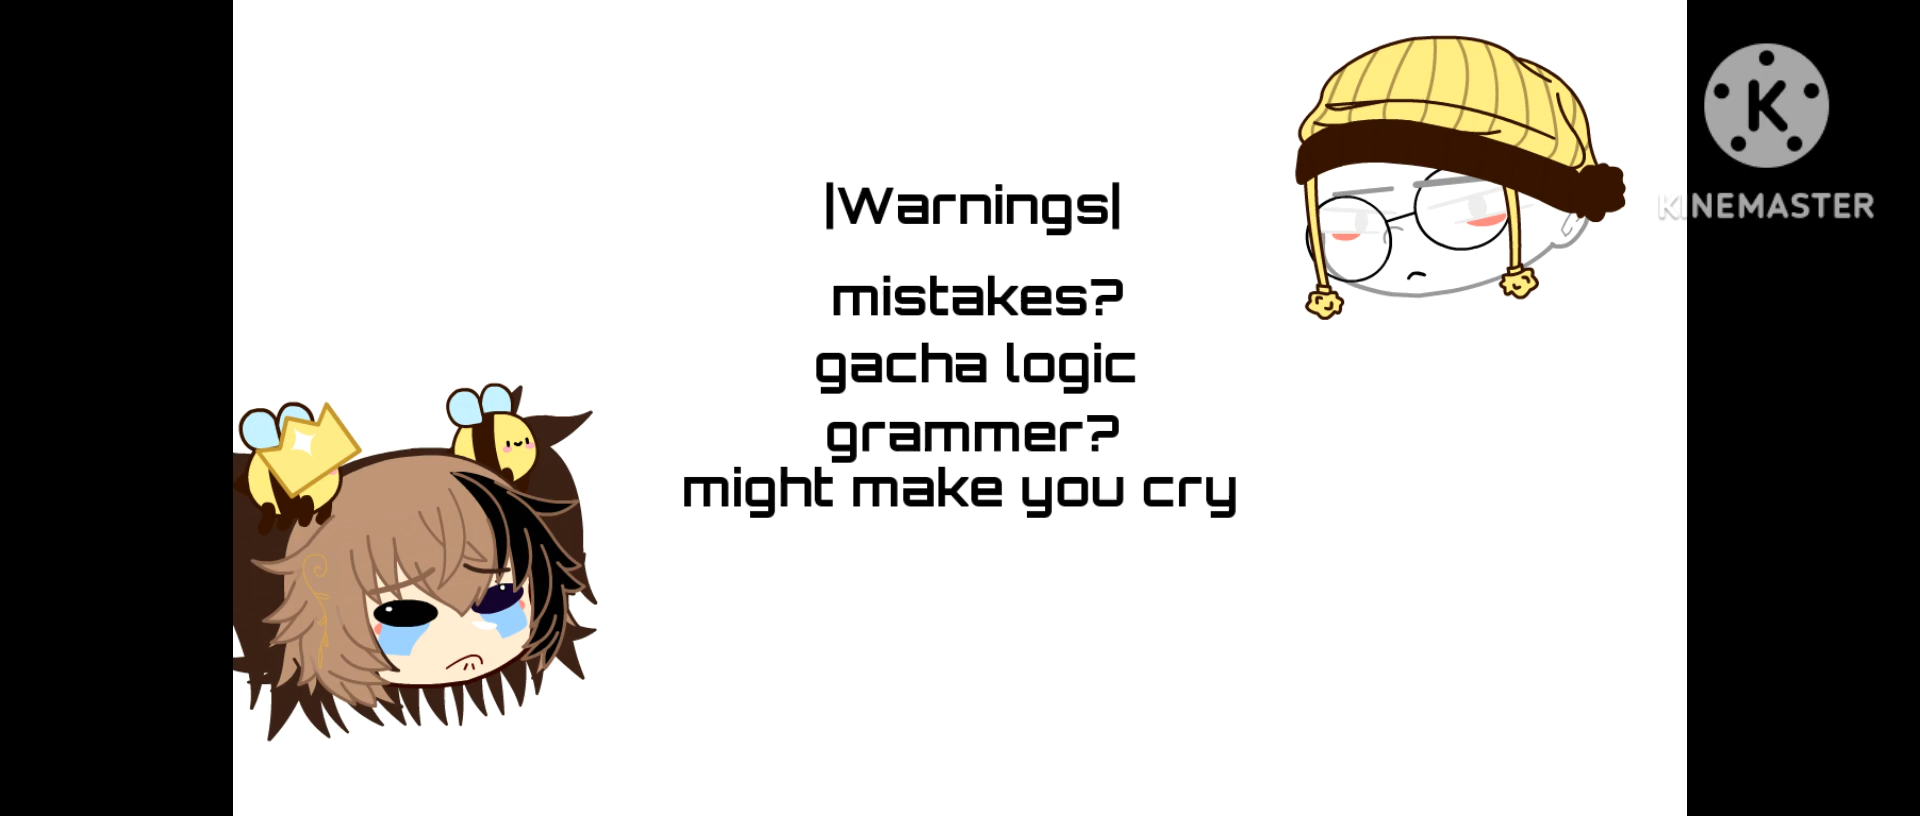 |Warnings|
mistakes?
gacha logic
grammer?
might make you cry
K
KINEMASTER